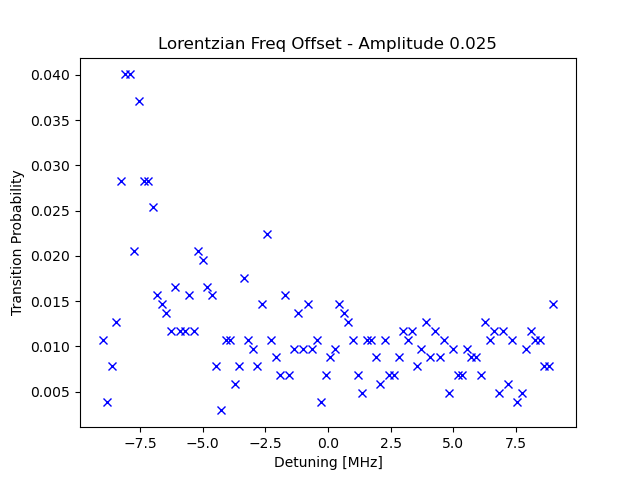 Lorentzian Freq Offset - Amplitude 0.025
0.040
0.035
0.030
0.025
0.020
0.015
0.010
0.005
Transition Probability
−7.5 −5.0 −2.5 0.0 2.5 5.0 7.5
Detuning [MHz]